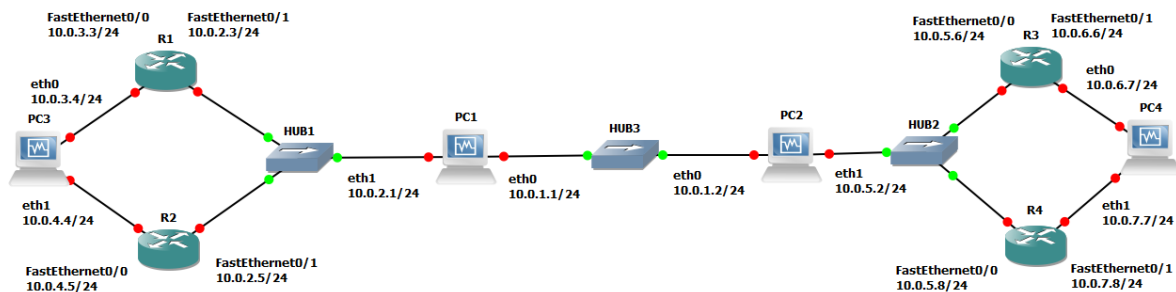 FastEthernet0/0
10.0.3.3/24
FastEthernet0/1
10.0.2.3/24
R1
eth0
10.0.3.4/24
PC3
eth1
10.0.4.4/24
R2
FastEthernet0/0
10.0.4.5/24
FastEthernet0/1
10.0.2.5/24
HUB1
eth1
10.0.2.1/24
PC1
eth0
10.0.1.1/24
HUB3
eth0
10.0.1.2/24
PC2
eth1
10.0.5.2/24
HUB2
FastEthernet0/0
10.0.5.6/24
FastEthernet0/1
10.0.6.6/24
R3
eth0
10.0.6.7/24
PC4
eth1
10.0.7.7/24
R4
FastEthernet0/0
10.0.5.8/24
FastEthernet0/1
10.0.7.8/24